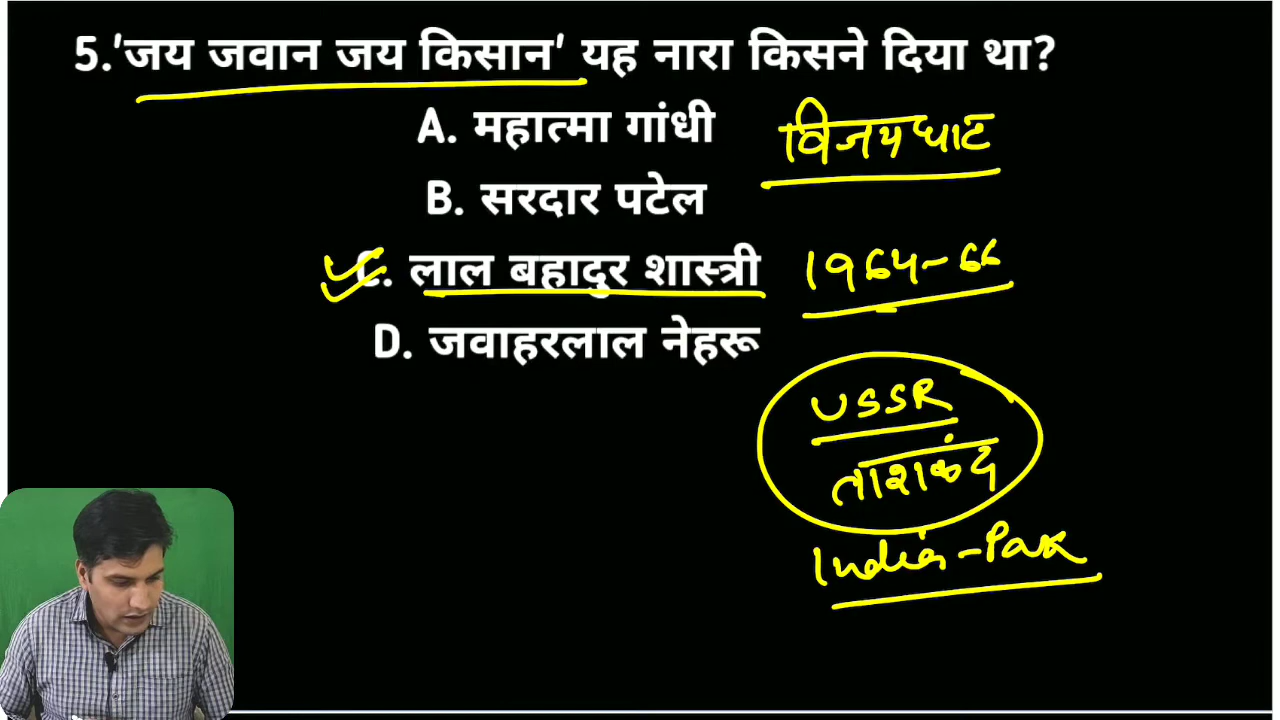 5.'जय जवान जय किसान' यह नारा किसने दिया था?
A. महात्मा गांधी
विजयघाट
B. सरदार पटेल
C. लाल बहादुर शास्त्री
1964-66
D. जवाहरलाल नेहरू
USSR
ताशकंद
India-Pak